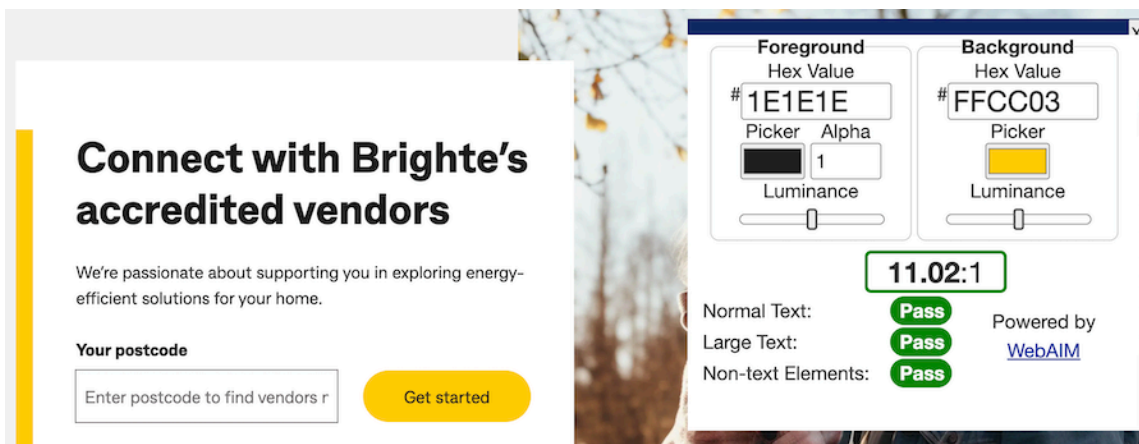 Connect with Brighte's
accredited vendors
We're passionate about supporting you in exploring energy-
efficient solutions for your home.
Your postcode
Enter postcode to find vendors r
Get started
Foreground
Hex Value
# 1E1E1E
Picker Alpha
1
Luminance
Background
Hex Value
# FFCC03
Picker
Luminance
11.02:1
Normal Text: Pass
Large Text: Pass
Non-text Elements: Pass
Powered by
WebAIM